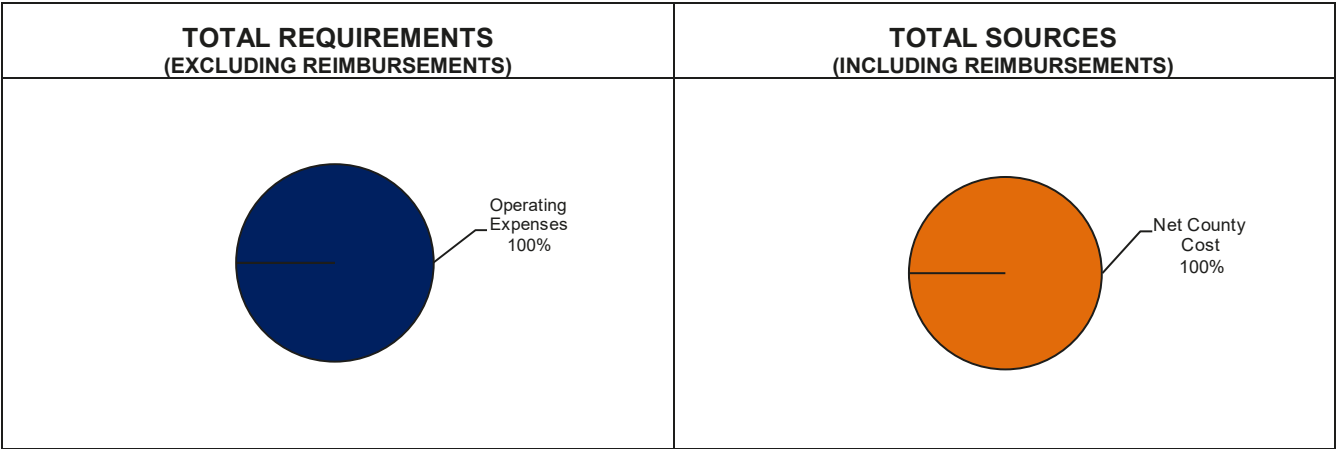 TOTAL REQUIREMENTS
(EXCLUDING REIMBURSEMENTS)
Operating
Expenses
100%
TOTAL SOURCES
(INCLUDING REIMBURSEMENTS)
Net County
Cost
100%